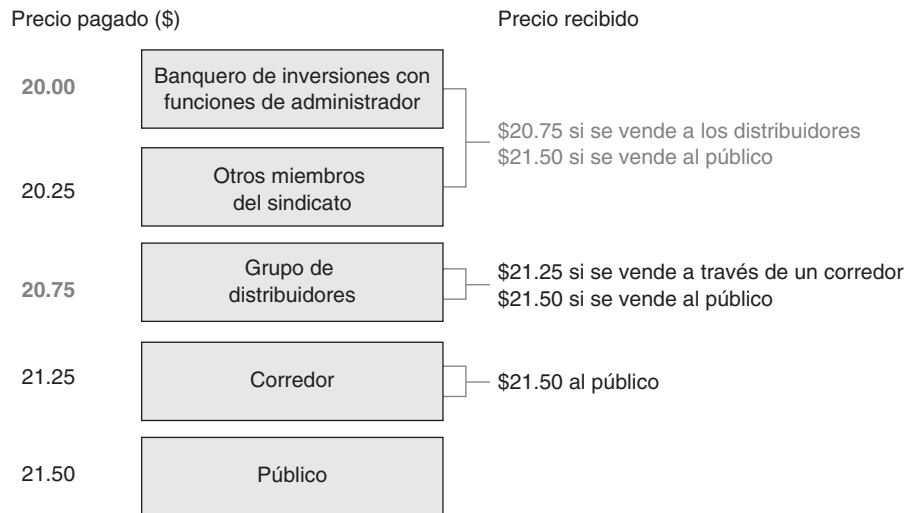 Precio pagado ($)
Precio recibido
20.00
Banquero de inversiones con
funciones de administrador
$20.75 si se vende a los distribuidores
$21.50 si se vende al público
20.25
Otros miembros
del sindicato
20.75
Grupo de
distribuidores
$21.25 si se vende a través de un corredor
$21.50 si se vende al público
21.25
Corredor
$21.50 al público
21.50
Público